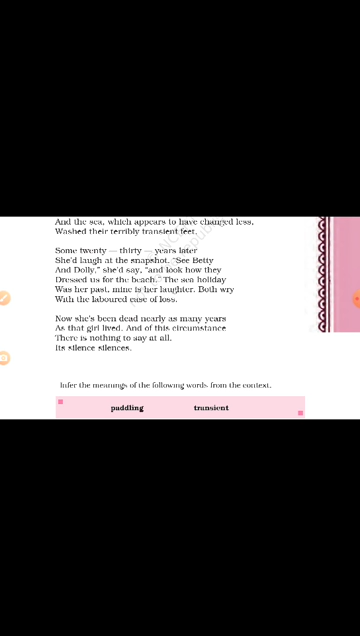 And the sea, which appears to have changed less,
Washed their terribly transient feet.
Some twenty — thirty — years later
She'd laugh at the snapshot. "See Betty
And Dolly," she'd say, "and look how they
Dressed us for the beach." The sea holiday
Was her past, mine is her laughter. Both wry
With the laboured ease of loss.
Now she's been dead nearly as many years
As that girl lived. And of this circumstance
There is nothing to say at all.
Its silence silences.
Infer the meanings of the following words from the context.
paddling transient